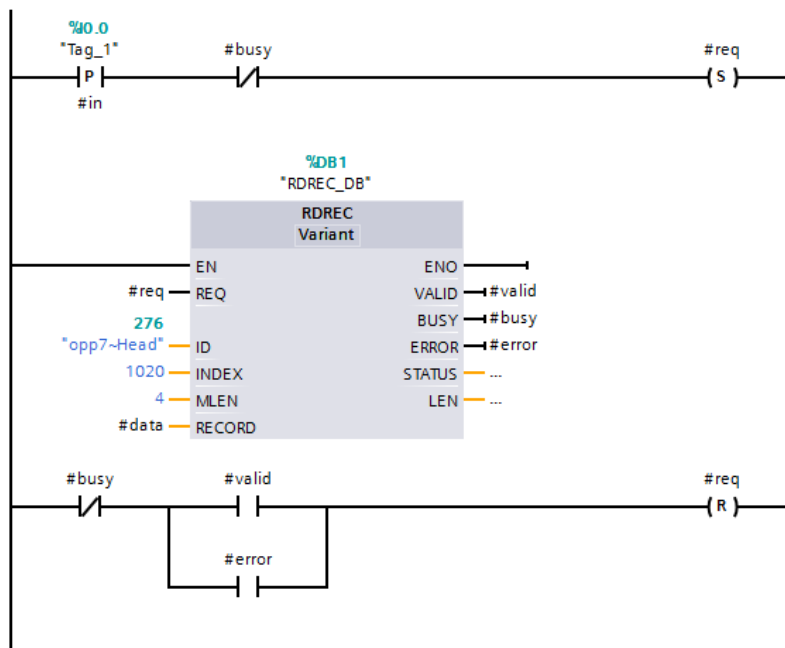 %I0.0
"Tag_1"
#busy
#req
P
S
#in
%DB1
"RDREC_DB"
RDREC
Variant
EN
ENO
#req
REQ
VALID
#valid
BUSY
#busy
276
"opp7~Head"
ID
ERROR
#error
1020
INDEX
STATUS
...
4
MLEN
LEN
...
#data
RECORD
#busy
#valid
#req
R
#error